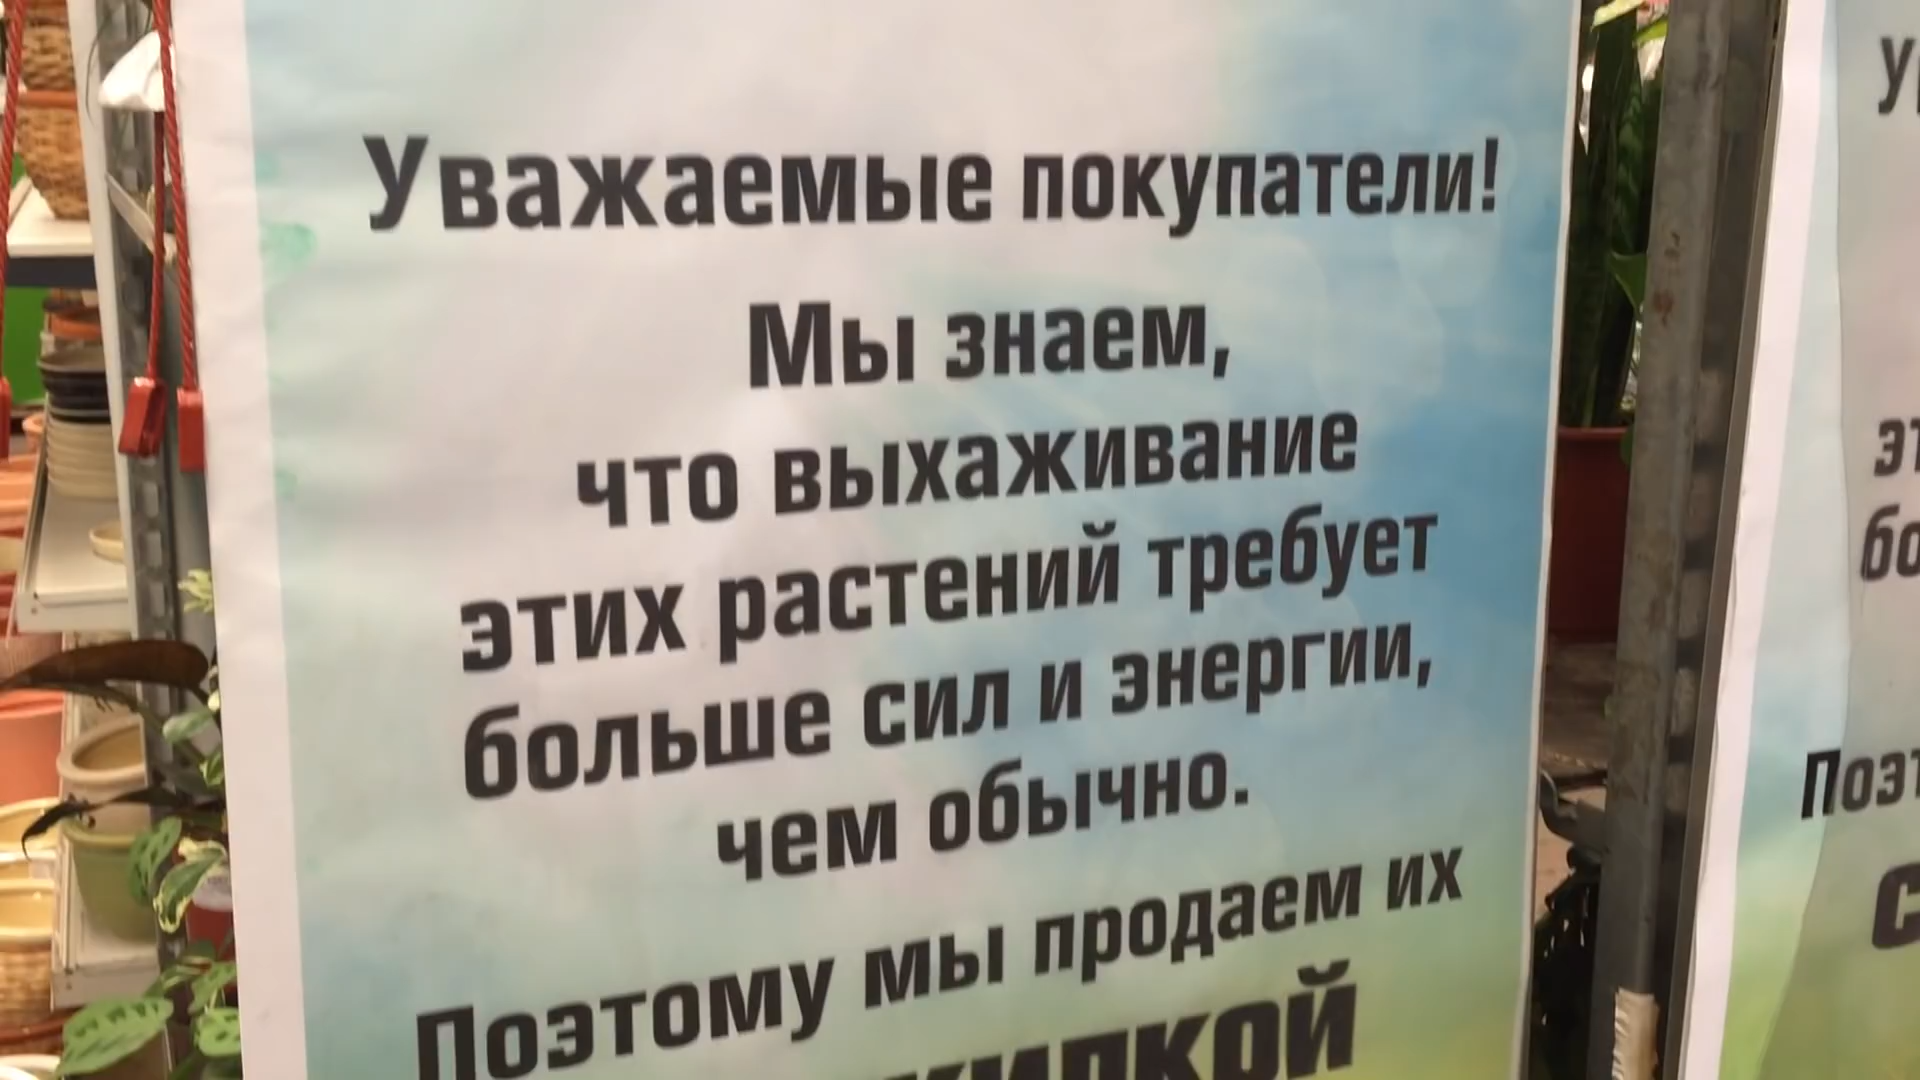 Уважаемые покупатели!
Мы знаем,
что выхаживание
этих растений требует
больше сил и энергии,
чем обычно.
Поэтому мы продаем их